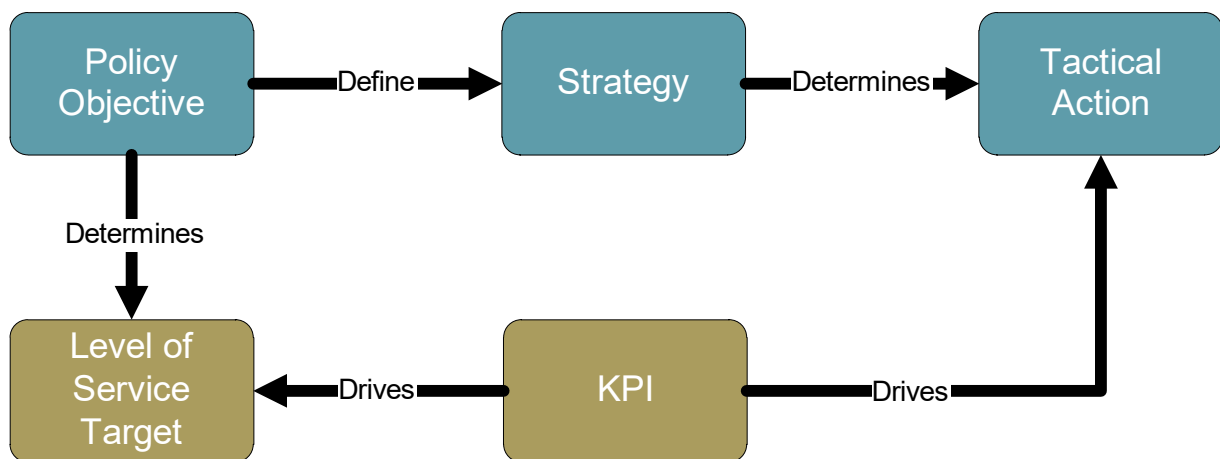 Policy
Objective
Define
Strategy
Determines
Tactical
Action
Determines
Level of
Service
Target
Drives
KPI
Drives